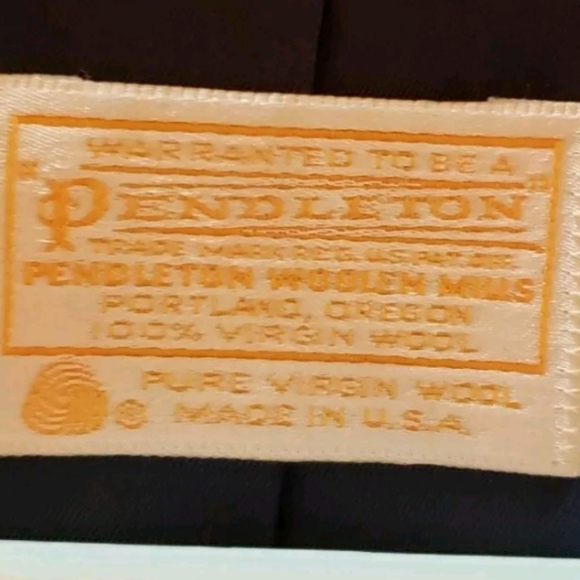 WARRANTED TO BE A
"PENDLETON"
TRADE MARK REG. U.S. PAT. OFF.
PENDLETON WOOLEN MILLS
PORTLAND, OREGON
100% VIRGIN WOOL
PURE VIRGIN WOOL
® MADE IN U.S.A.